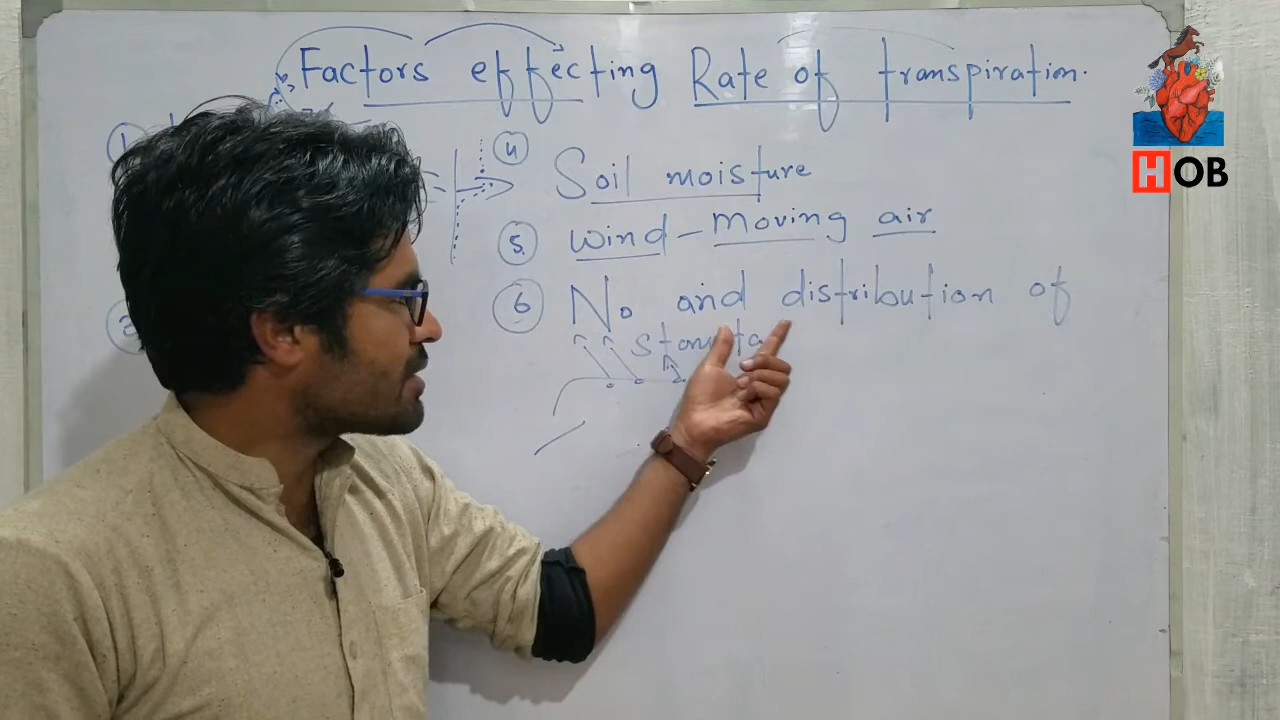 Factors effecting Rate of transpiration.
4 Soil moisture
5. Wind - Moving air
6 No and distribution of
stomata
HOB